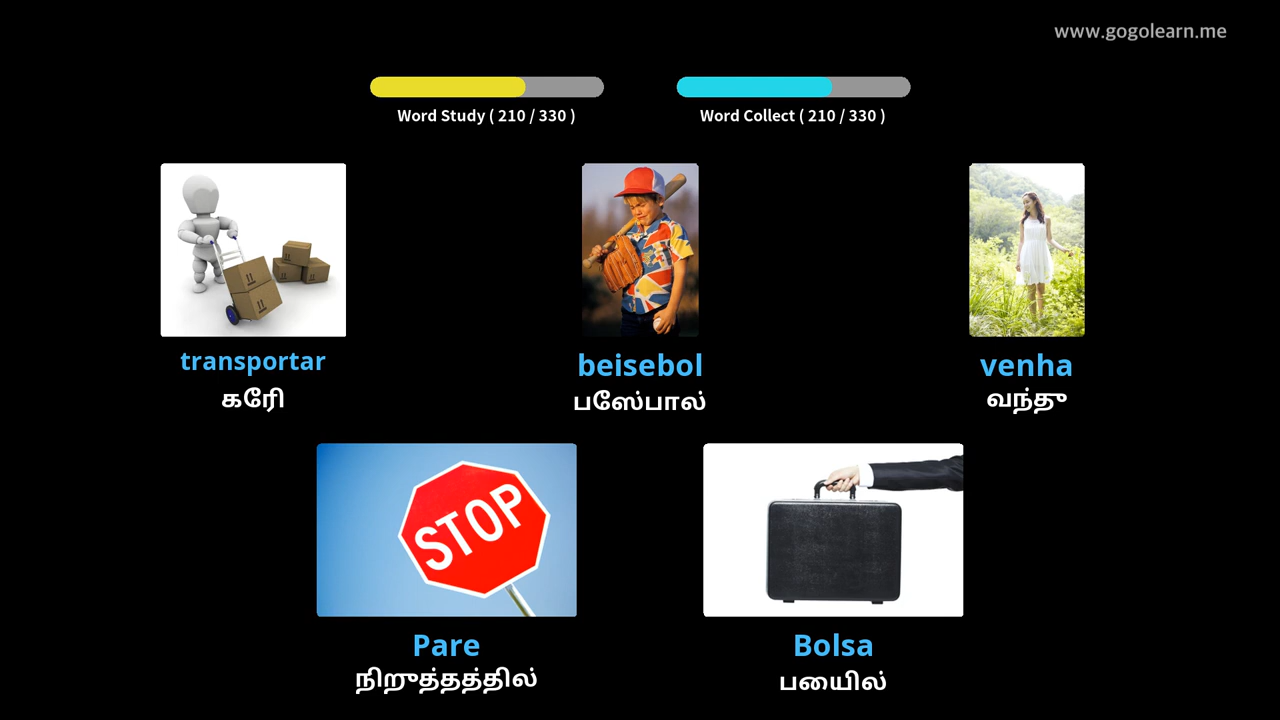 www.gogolearn.me
Word Study ( 210 / 330 )
Word Collect ( 210 / 330 )
transportar
கரேி
beisebol
பஸேபால்
venha
வந்து
STOP
Pare
நிறுத்தத்தில்
Bolsa
பயைில்